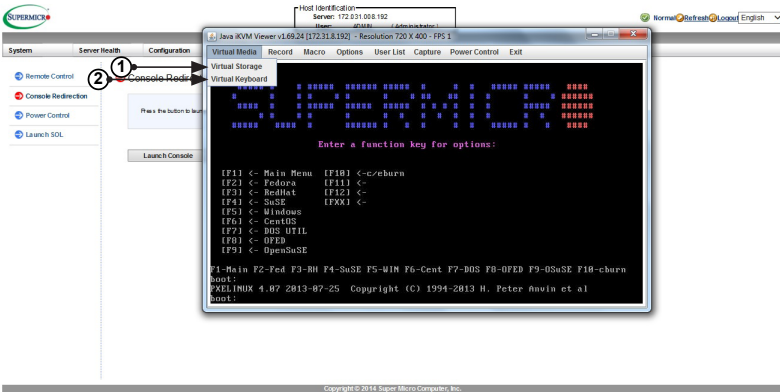 Host Identification
SUPERMICR
Server: 172.031.008.192
Normal Refresh Logout English
Java iKVM Viewer v1.69.24 [172.31.8.192] - Resolution 720 X 400 - FPS 1
System Server Health Configuration
Virtual Media Record Macro Options User List Capture Power Control Exit
1
Virtual Storage
Remote Control
2
Console Redire
Virtual Keyboard
SUPERMICR
Console Redirection
Press the button to laun
Power Control
Launch SOL
Enter a function key for options:
Launch Console
[F1] <- Main Menu [F10] <-c/eburn
[F2] <- Fedora [F11] <-
[F3] <- RedHat [F12] <-
[F4] <- SuSE [FXX] <-
[F5] <- Windows
[F6] <- CentOS
[F7] <- DOS UTIL
[F8] <- OFED
[F9] <- OpenSuSE
F1-Main F2-Fed F3-RH F4-SuSE F5-WIN F6-Cent F7-DOS F8-OFED F9-OSuSE F10-cburn
boot:
PXELINUX 4.07 2013-07-25 Copyright (C) 1994-2013 H. Peter Anvin et al
boot:
Copyright © 2014 Super Micro Computer, Inc.